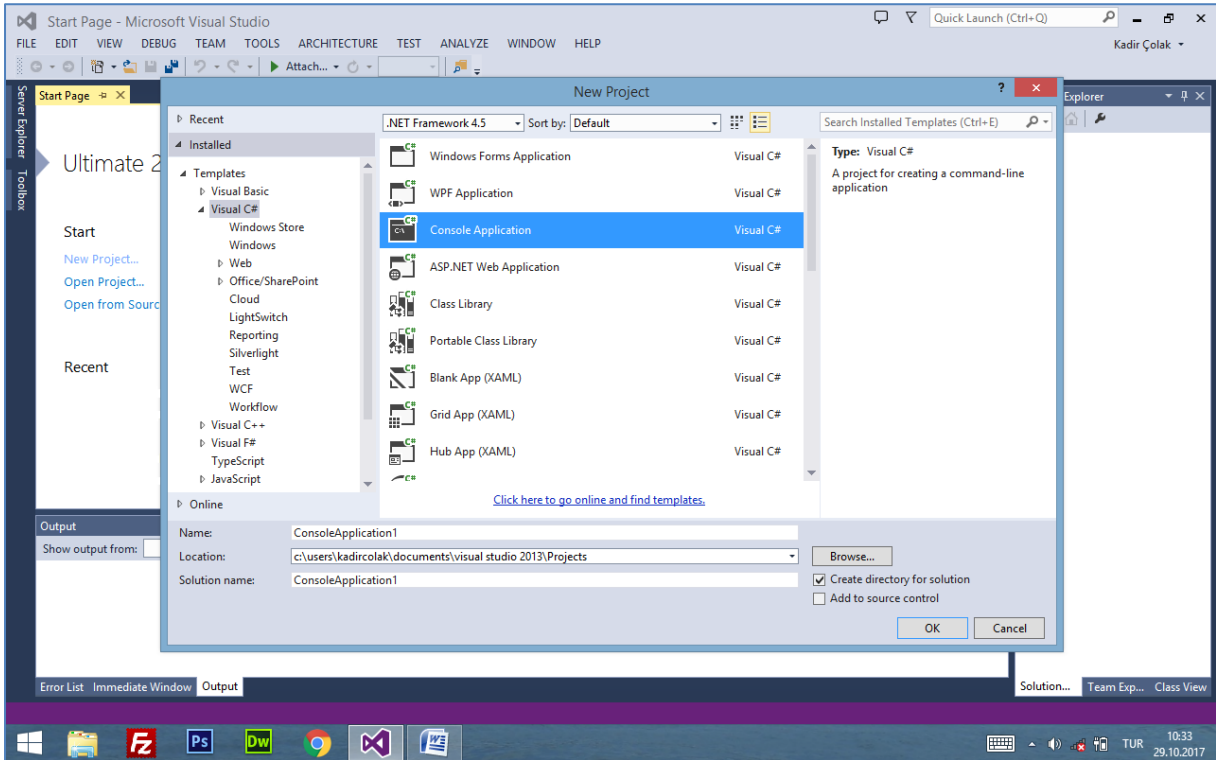 Start Page - Microsoft Visual Studio
Quick Launch (Ctrl+Q)
FILE EDIT VIEW DEBUG TEAM TOOLS ARCHITECTURE TEST ANALYZE WINDOW HELP
Kadir Çolak
Attach...
Server Explorer
Toolbox
Start Page
Ultimate 2
Start
New Project...
Open Project...
Open from Sourc
Recent
New Project
?
Recent
Installed
Templates
Visual Basic
Visual C#
Windows Store
Windows
Web
Office/SharePoint
Cloud
LightSwitch
Reporting
Silverlight
Test
WCF
Workflow
Visual C++
Visual F#
TypeScript
JavaScript
Online
.NET Framework 4.5 Sort by: Default
Search Installed Templates (Ctrl+E)
C# Windows Forms Application Visual C#
C# WPF Application Visual C#
C# Console Application Visual C#
C# ASP.NET Web Application Visual C#
C# Class Library Visual C#
C# Portable Class Library Visual C#
C# Blank App (XAML) Visual C#
C# Grid App (XAML) Visual C#
C# Hub App (XAML) Visual C#
C#
Click here to go online and find templates.
Type: Visual C#
A project for creating a command-line
application
Name: ConsoleApplication1
Location: c:\users\kadircolak\documents\visual studio 2013\Projects
Browse...
Solution name: ConsoleApplication1
Create directory for solution
Add to source control
OK Cancel
Explorer
Output
Show output from:
Error List Immediate Window Output
Solution... Team Exp... Class View
Fz Ps Dw W
TUR
10:33
29.10.2017